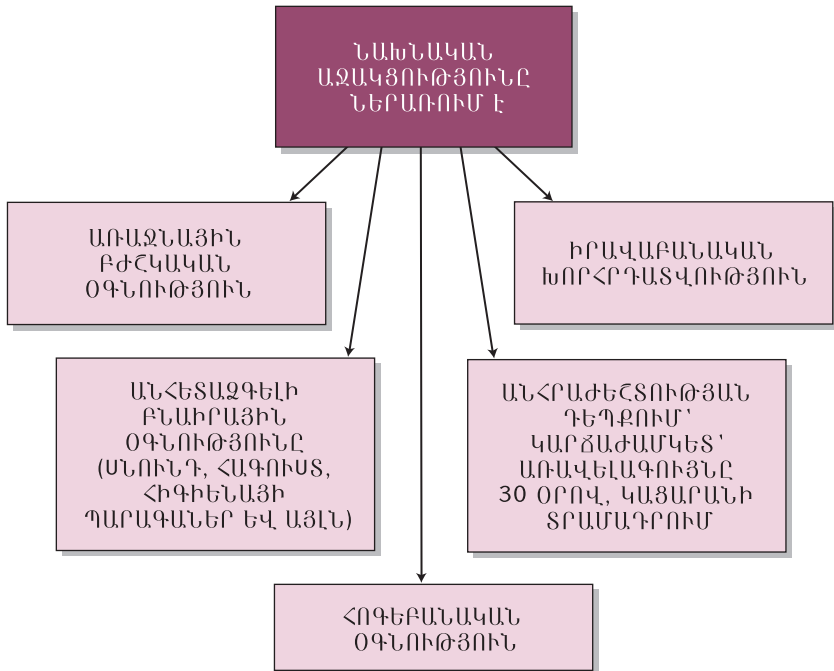 ՆԱԽՆԱԿԱՆ
ԱՋԱԿՑՈՒԹՅՈՒՆԸ
ՆԵՐԱՌՈՒՄ Է
ԱՌԱՋՆԱՅԻՆ
ԲԺՇԿԱԿԱՆ
ՕԳՆՈՒԹՅՈՒՆ
ԻՐԱՎԱԲԱՆԱԿԱՆ
ԽՈՐՀՐԴԱՏՎՈՒԹՅՈՒՆ
ԱՆՀԵՏԱՁԳԵԼԻ
ԲՆԱԻՐԱՅԻՆ
ՕԳՆՈՒԹՅՈՒՆԸ
(ՍՆՈՒՆԴ, ՀԱԳՈՒՍՏ,
ՀԻԳԻԵՆԱՅԻ
ՊԱՐԱԳԱՆԵՐ ԵՎ ԱՅԼՆ)
ԱՆՀՐԱԺԵՇՏՈՒԹՅԱՆ
ԴԵՊՔՈՒՄ՝
ԿԱՐՃԱԺԱՄԿԵՏ՝
ԱՌԱՎԵԼԱԳՈՒՅՆԸ
30 ՕՐՈՎ, ԿԱՑԱՐԱՆԻ
ՏՐԱՄԱԴՐՈՒՄ
ՀՈԳԵԲԱՆԱԿԱՆ
ՕԳՆՈՒԹՅՈՒՆ